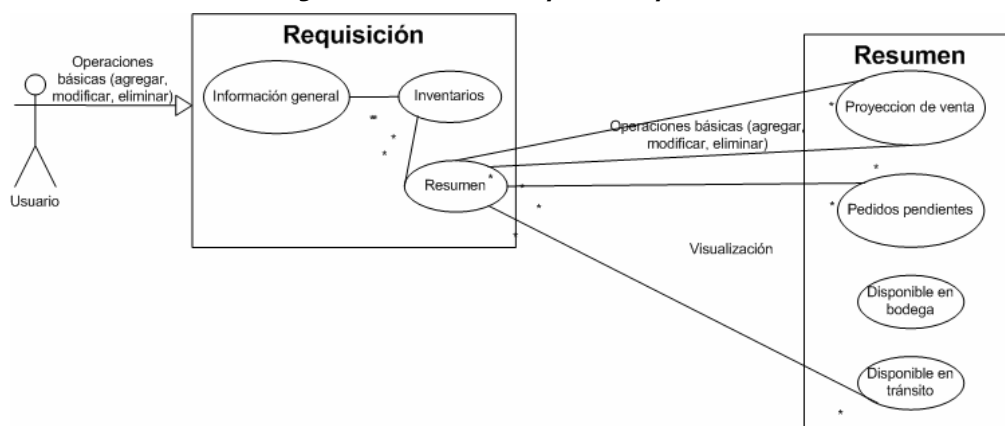 Requisición
Operaciones
básicas (agregar,
modificar, eliminar)
Usuario
Información general
Inventarios
Resumen
**
*
*
*
*
*
*
Operaciones básicas (agregar,
modificar, eliminar)
Visualización
Resumen
*
Proyeccion de venta
*
*
Pedidos pendientes
Disponible en
bodega
Disponible en
tránsito
*